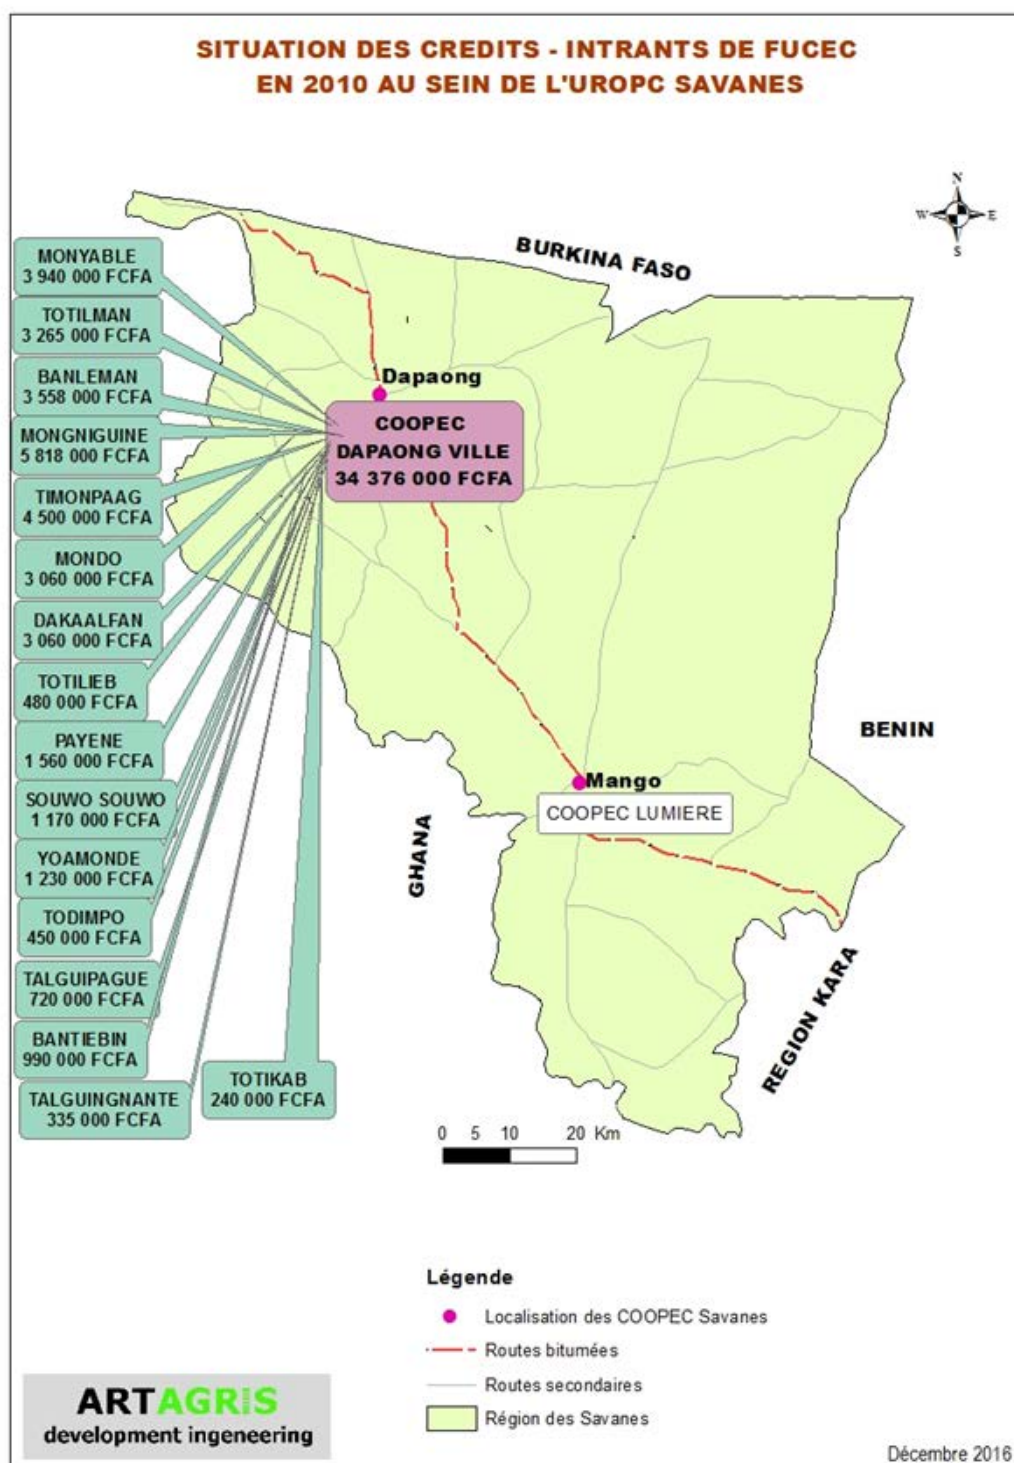 SITUATION DES CREDITS - INTRANTS DE FUCEC
EN 2010 AU SEIN DE L'UROPC SAVANES
N
W E
S
BURKINA FASO
MONYABLE
3 940 000 FCFA
TOTILMAN
3 265 000 FCFA
BANLEMAN
3 558 000 FCFA
MONGNIGUINE
5 818 000 FCFA
TIMONPAAG
4 500 000 FCFA
MONDO
3 060 000 FCFA
DAKAALFAN
3 060 000 FCFA
TOTILIEB
480 000 FCFA
PAYENE
1 560 000 FCFA
SOUWO SOUWO
1 170 000 FCFA
YOAMONDE
1 230 000 FCFA
TODIMPO
450 000 FCFA
TALGUIPAGUE
720 000 FCFA
BANTIEBIN
990 000 FCFA
TALGUINGNANTE
335 000 FCFA
TOTIKAB
240 000 FCFA
Dapaong
COOPEC
DAPAONG VILLE
34 376 000 FCFA
BENIN
Mango
COOPEC LUMIERE
GHANA
REGION KARA
0 5 10 20 Km
Légende
Localisation des COOPEC Savanes
Routes bitumées
Routes secondaires
Région des Savanes
ARTAGRIS
development ingeneering
Décembre 2016